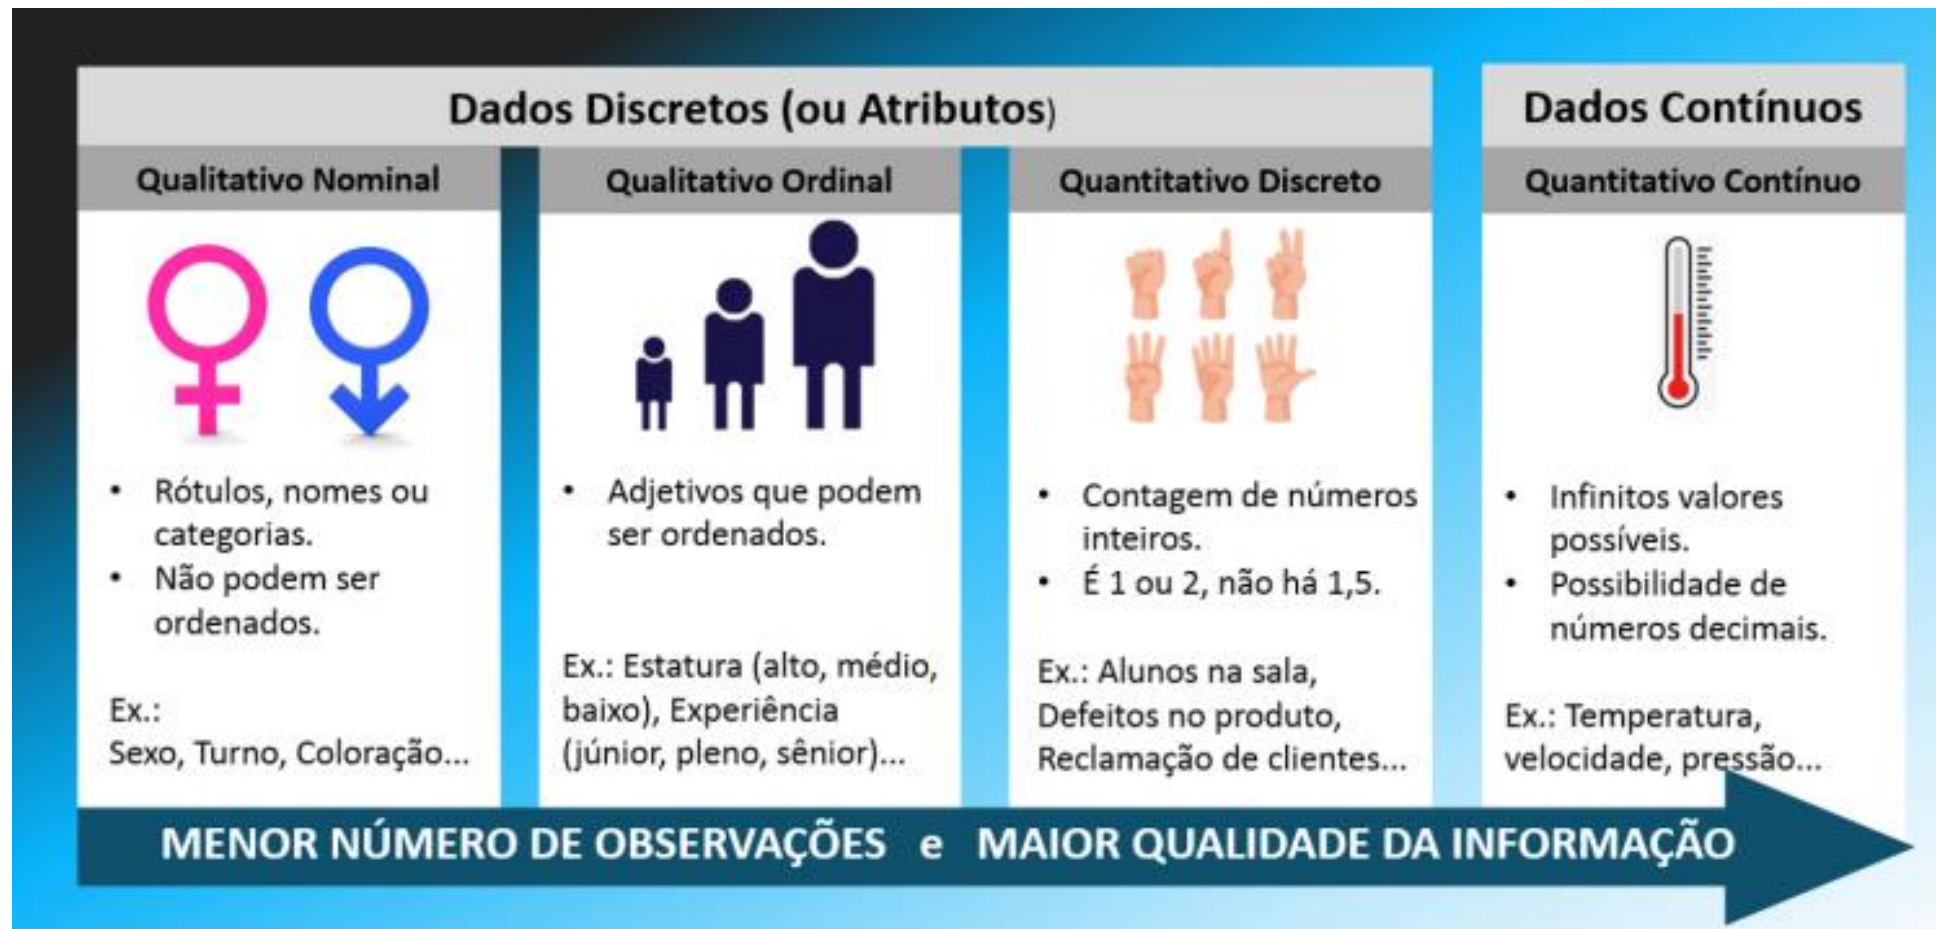 Dados Discretos (ou Atributos)
Qualitativo Nominal
• Rótulos, nomes ou
categorias.
• Não podem ser
ordenados.
Ex.:
Sexo, Turno, Coloração...
Qualitativo Ordinal
• Adjetivos que podem
ser ordenados.
Ex.: Estatura (alto, médio,
baixo), Experiência
(júnior, pleno, sênior)...
Quantitativo Discreto
• Contagem de números
inteiros.
• É 1 ou 2, não há 1,5.
Ex.: Alunos na sala,
Defeitos no produto,
Reclamação de clientes...
Dados Contínuos
Quantitativo Contínuo
• Infinitos valores
possíveis.
• Possibilidade de
números decimais.
Ex.: Temperatura,
velocidade, pressão...
MENOR NÚMERO DE OBSERVAÇÕES e MAIOR QUALIDADE DA INFORMAÇÃO